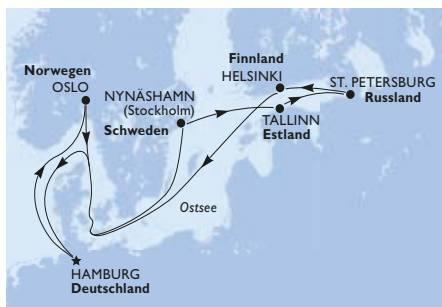 Norwegen
OSLO
NYNÄSHAMN
(Stockholm)
Schweden
Finnland
HELSINKI
ST. PETERSBURG
Russland
TALLINN
Estland
Ostsee
HAMBURG
Deutschland